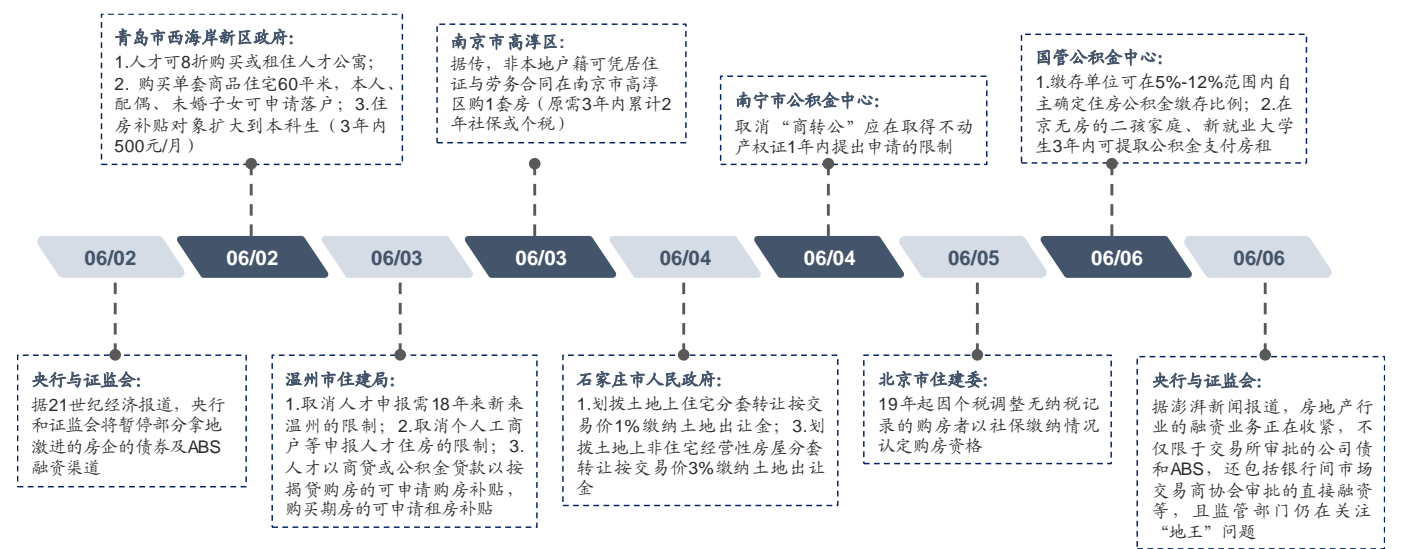 青岛市西海岸新区政府：
1.人才可8折购买或租住人才公寓；
2. 购买单套商品住宅60平米，本人、
配偶、未婚子女可申请落户；3.住
房补贴对象扩大到本科生（3年内
500元/月）
南京市高淳区：
据传，非本地户籍可凭居住
证与劳务合同在南京市高淳
区购1套房（原需3年内累计2
年社保或个税）
南宁市公积金中心：
取消“商转公”应在取得不动
产权证1年内提出申请的限制
国管公积金中心：
1.缴存单位可在5%-12%范围内自
主确定住房公积金缴存比例；2.在
京无房的二孩家庭、新就业大学
生3年内可提取公积金支付房租
06/02
06/02
06/03
06/03
06/04
06/04
06/05
06/06
06/06
央行与证监会：
据21世纪经济报道，央行
和证监会将暂停部分拿地
激进的房企的债券及ABS
融资渠道
温州市住建局：
1.取消人才申报需18年来新来
温州的限制；2.取消个人工商
户等申报人才住房的限制；3.
人才以商贷或公积金贷款以按
揭贷购房的可申请购房补贴，
购买期房的可申请租房补贴
石家庄市人民政府：
1.划拨土地上住宅分套转让按交
易价1%缴纳土地出让金；3.划
拨土地上非住宅经营性房屋分套
转让按交易价3%缴纳土地出让
金
北京市住建委：
19年起因个税调整无纳税记
录的购房者以社保缴纳情况
认定购房资格
央行与证监会：
据澎湃新闻报道，房地产行
业的融资业务正在收紧，不
仅限于交易所审批的公司债
和ABS，还包括银行间市场
交易商协会审批的直接融资
等，且监管部门仍在关注
“地王”问题